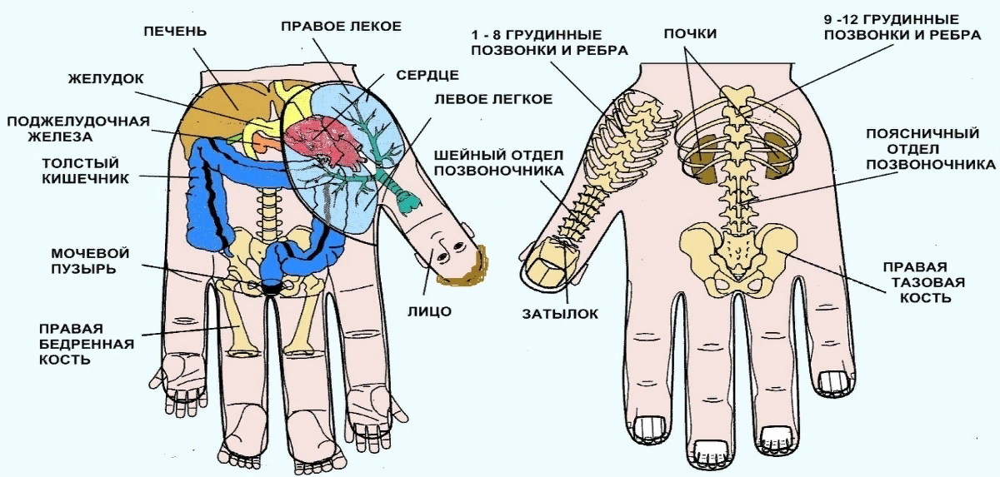 ПЕЧЕНЬ
ПРАВОЕ ЛЕКОЕ
ЖЕЛУДОК
СЕРДЦЕ
ПОДЖЕЛУДОЧНАЯ
ЖЕЛЕЗА
ЛЕВОЕ ЛЕГКОЕ
ТОЛСТЫЙ
КИШЕЧНИК
МОЧЕВОЙ
ПУЗЫРЬ
ПРАВАЯ
БЕДРЕННАЯ
КОСТЬ
ЛИЦО
1 - 8 ГРУДИННЫЕ
ПОЗВОНКИ И РЕБРА
ПОЧКИ
9 -12 ГРУДИННЫЕ
ПОЗВОНКИ И РЕБРА
ШЕЙНЫЙ ОТДЕЛ
ПОЗВОНОЧНИКА
ПОЯСНИЧНЫЙ
ОТДЕЛ
ПОЗВОНОЧНИКА
ПРАВАЯ
ТАЗОВАЯ
КОСТЬ
ЗАТЫЛОК